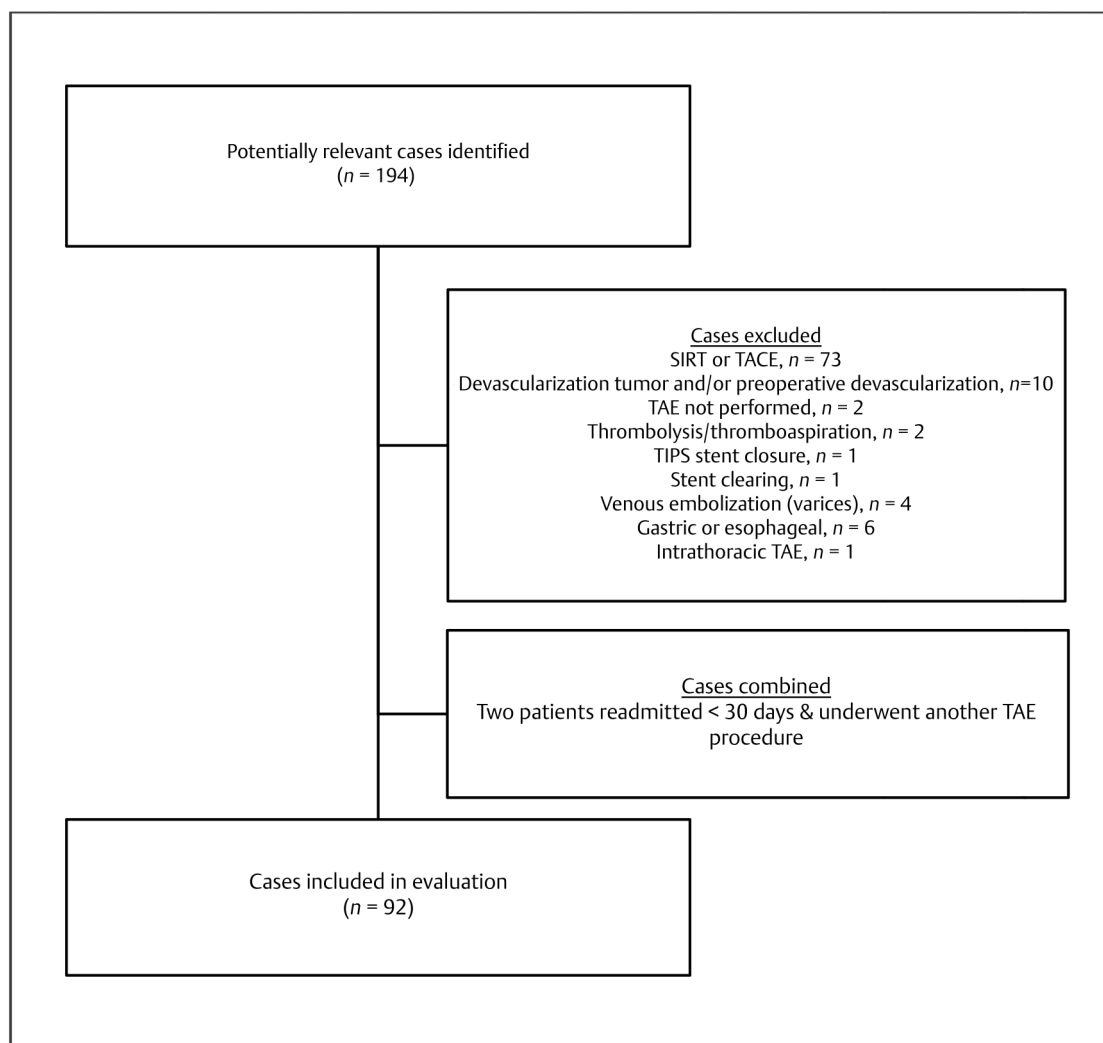 Potentially relevant cases identified
(n = 194)
Cases excluded
SIRT or TACE, n = 73
Devascularization tumor and/or preoperative devascularization, n=10
TAE not performed, n = 2
Thrombolysis/thromboaspiration, n = 2
TIPS stent closure, n = 1
Stent clearing, n = 1
Venous embolization (varices), n = 4
Gastric or esophageal, n = 6
Intrathoracic TAE, n = 1
Cases combined
Two patients readmitted < 30 days & underwent another TAE
procedure
Cases included in evaluation
(n = 92)